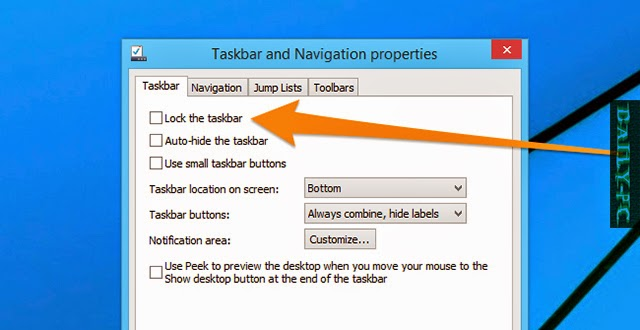 Taskbar and Navigation properties
Taskbar Navigation Jump Lists Toolbars
Lock the taskbar
Auto-hide the taskbar
Use small taskbar buttons
Taskbar location on screen: Bottom
Taskbar buttons: Always combine, hide labels
Notification area: Customize...
Use Peek to preview the desktop when you move your mouse to the
Show desktop button at the end of the taskbar
DAILY-PC